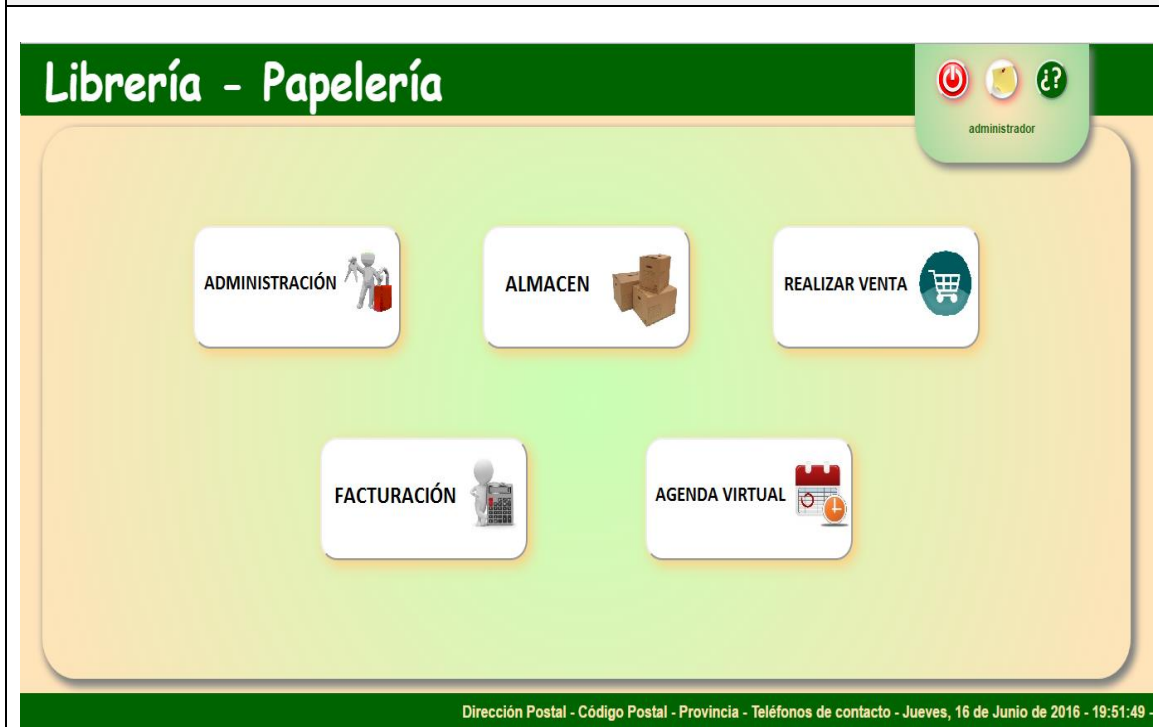 Librería - Papelería
¿?
administrador
ADMINISTRACIÓN
ALMACEN
REALIZAR VENTA
FACTURACIÓN
AGENDA VIRTUAL
Dirección Postal - Código Postal - Provincia - Teléfonos de contacto - Jueves, 16 de Junio de 2016 - 19:51:49 -